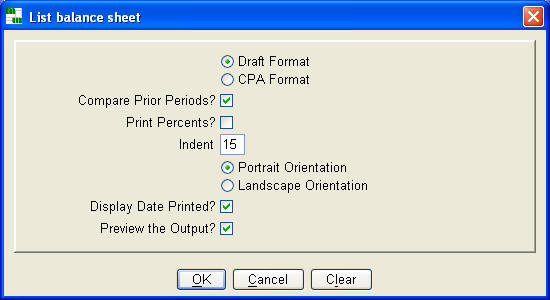 List balance sheet
Draft Format
CPA Format
Compare Prior Periods?
Print Percents?
Indent 15
Portrait Orientation
Landscape Orientation
Display Date Printed?
Preview the Output?
OK Cancel Clear